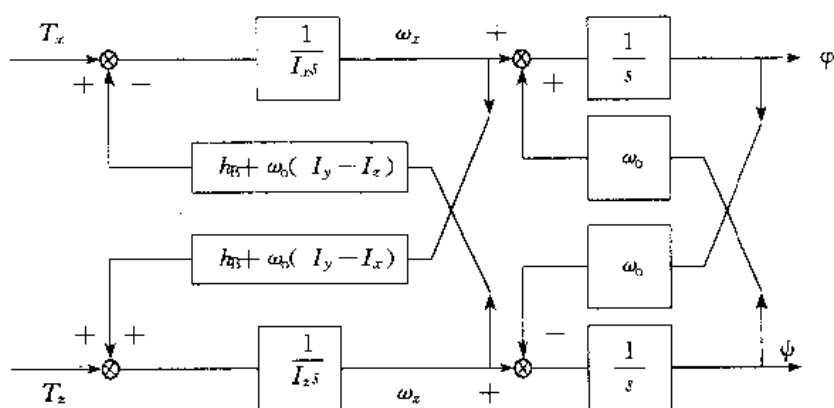 T_x + − 1/(I_x s) ω_x + + 1/s φ
h_B + ω_0( I_y − I_z) ω_0
h_B + ω_0( I_y − I_x) ω_0
T_z + + 1/(I_z s) ω_z + − 1/s ψ